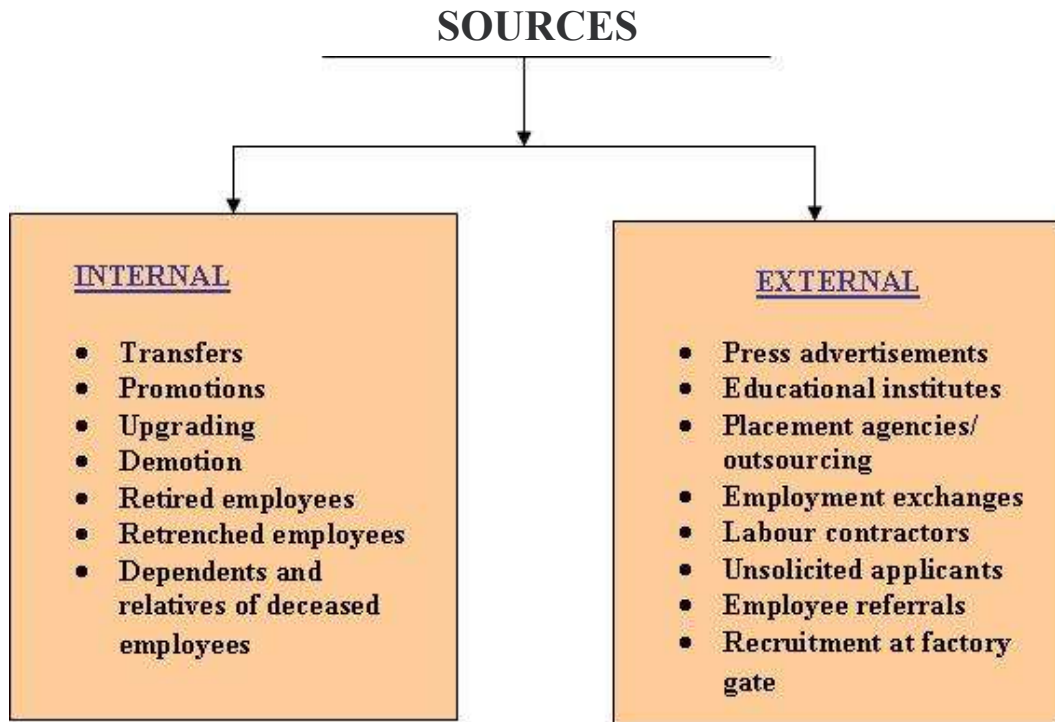 SOURCES
INTERNAL
• Transfers
• Promotions
• Upgrading
• Demotion
• Retired employees
• Retrenched employees
• Dependents and
relatives of deceased
employees
EXTERNAL
• Press advertisements
• Educational institutes
• Placement agencies/
outsourcing
• Employment exchanges
• Labour contractors
• Unsolicited applicants
• Employee referrals
• Recruitment at factory
gate